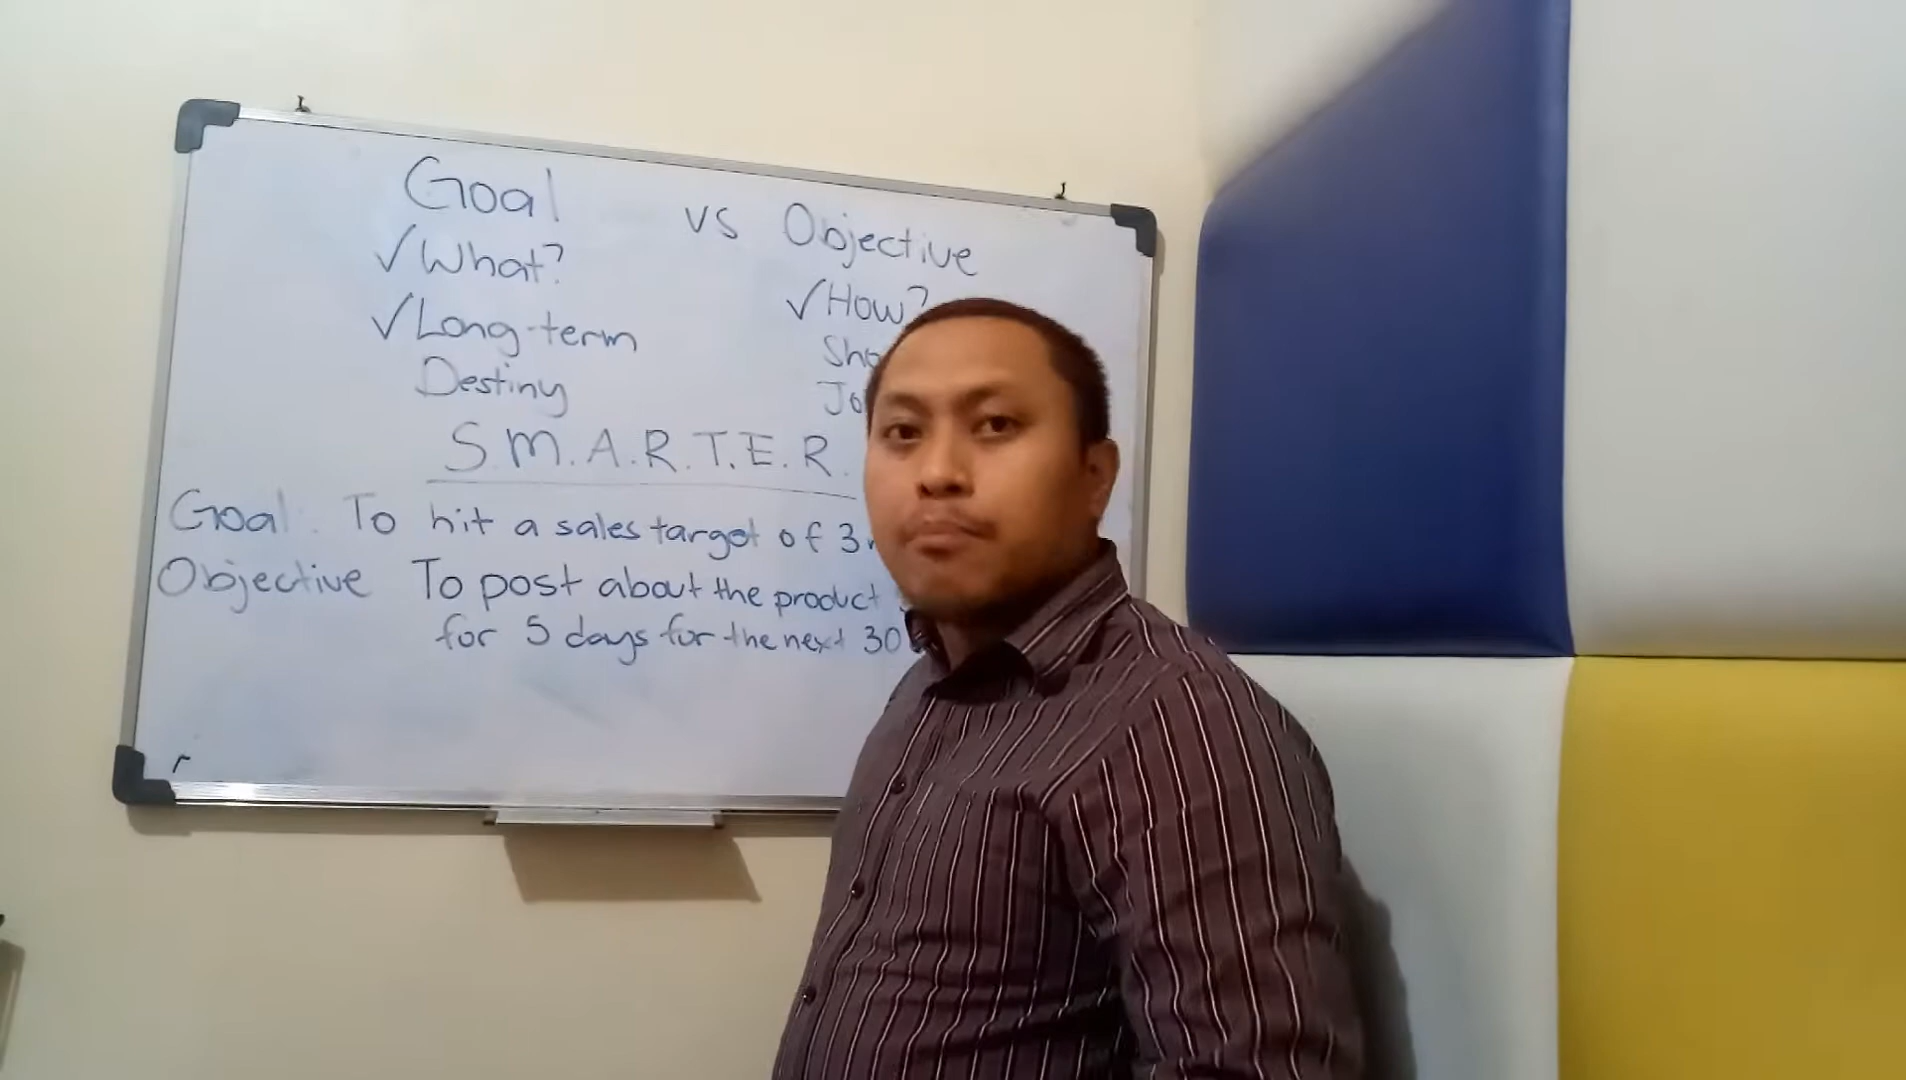 Goal vs Objective
✓What?
✓How?
✓Long-term
Destiny
S.M.A.R.T.E.R.
Goal: To hit a sales target of 3
Objective To post about the product
for 5 days for the next 30